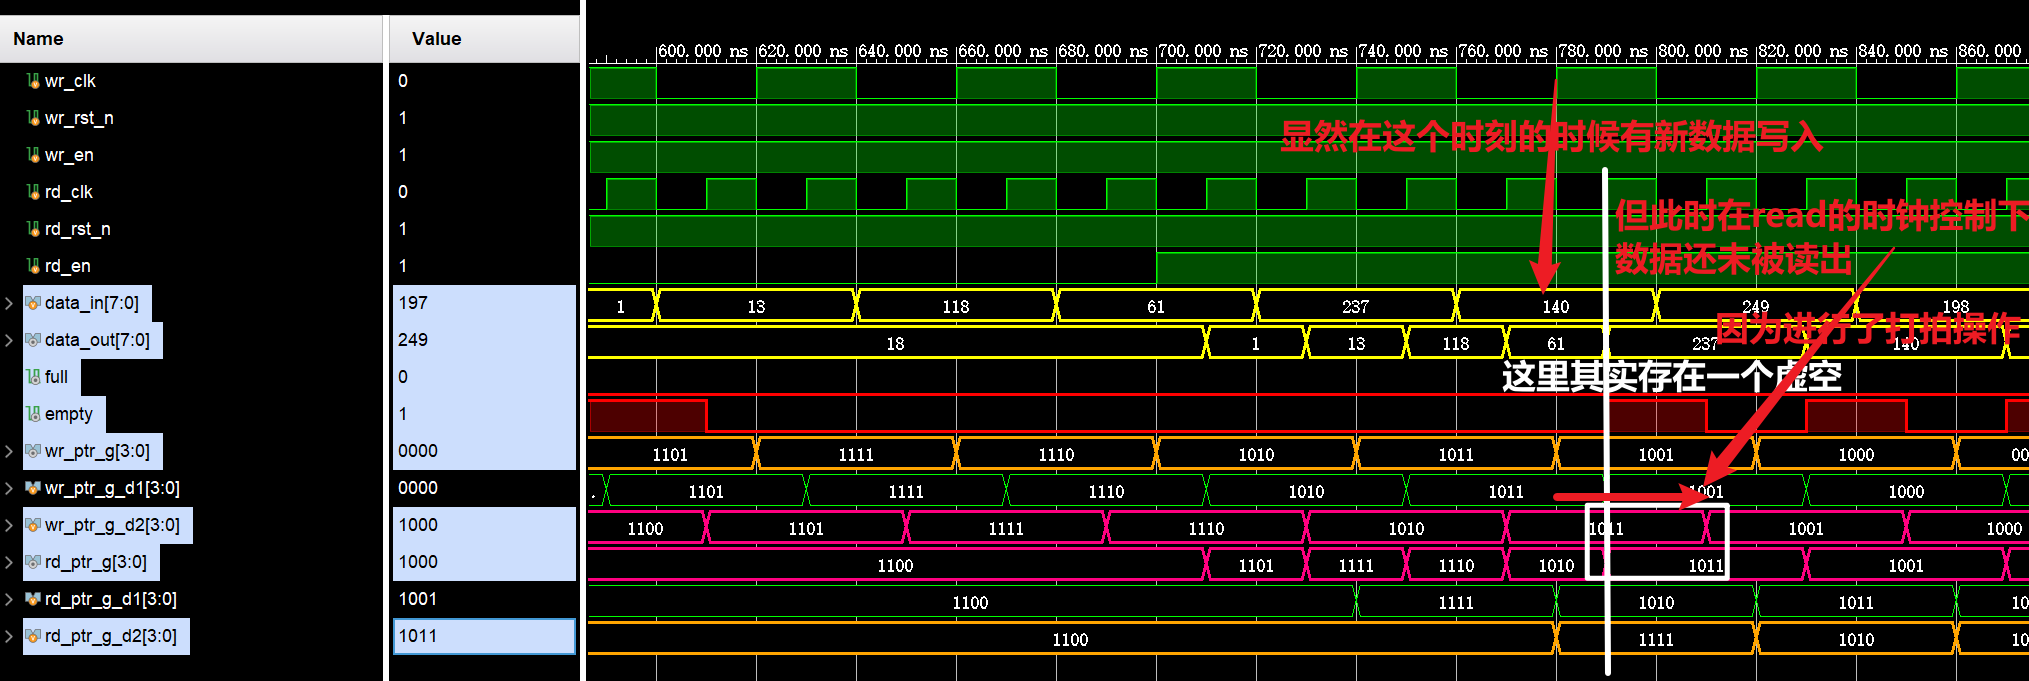 Name Value
600.000 ns 620.000 ns 640.000 ns 660.000 ns 680.000 ns 700.000 ns 720.000 ns 740.000 ns 760.000 ns 780.000 ns 800.000 ns 820.000 ns 840.000 ns 860.000
wr_clk 0
wr_rst_n 1
显然在这个时刻的时候有新数据写入
wr_en 1
rd_clk 0
但此时在read的时钟控制下
rd_rst_n 1
数据还未被读出
rd_en 1
data_in[7:0] 197 1 13 118 61 237 140 249 198
因为进行了打拍操作
data_out[7:0] 249 18 1 13 118 61 237 140
这里其实存在一个虚空
full 0
empty 1
wr_ptr_g[3:0] 0000 1101 1111 1110 1010 1011 1001 1000 00
wr_ptr_g_d1[3:0] 0000 . 1101 1111 1110 1010 1011 1001 1000
wr_ptr_g_d2[3:0] 1000 1100 1101 1111 1110 1010 1011 1001 1000
rd_ptr_g[3:0] 1000 1100 1101 1111 1110 1010 1011 1001
rd_ptr_g_d1[3:0] 1001 1100 1111 1010 1011 10
rd_ptr_g_d2[3:0] 1011 1100 1111 1010 10